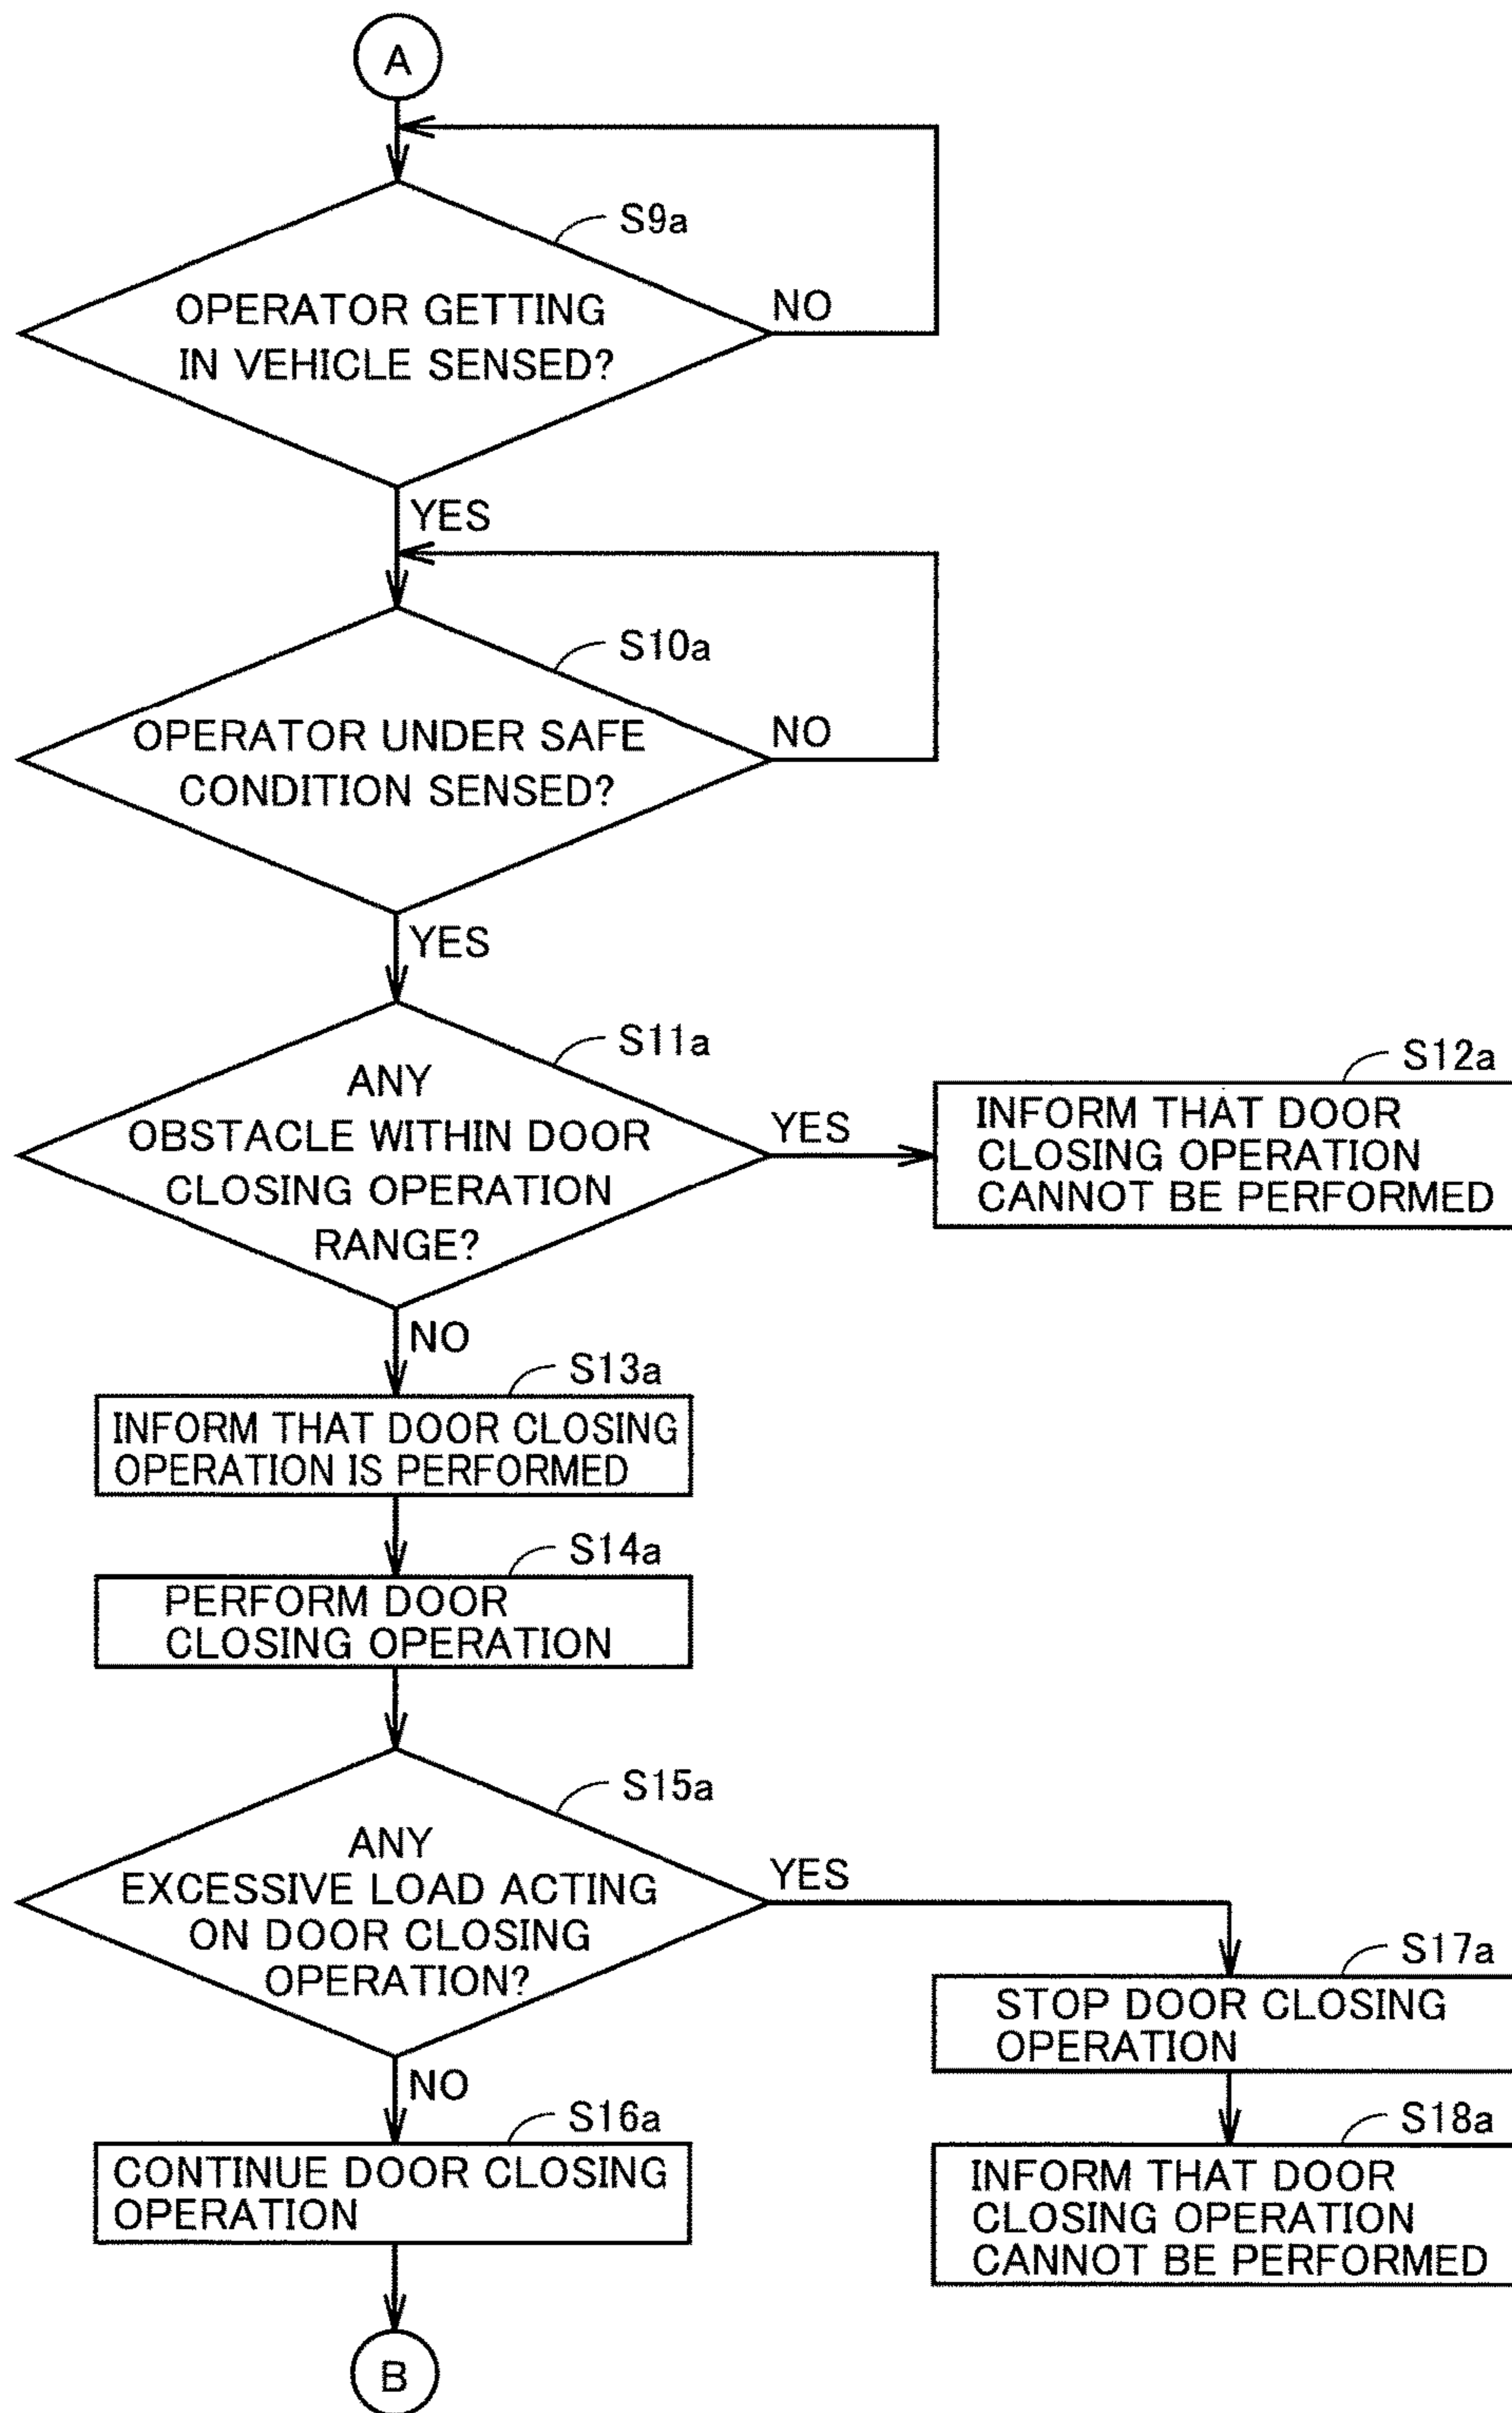 A
S9a
OPERATOR GETTING
IN VEHICLE SENSED?
NO
YES
S10a
OPERATOR UNDER SAFE
CONDITION SENSED?
NO
YES
S11a
ANY
OBSTACLE WITHIN DOOR
CLOSING OPERATION
RANGE?
YES
S12a
INFORM THAT DOOR
CLOSING OPERATION
CANNOT BE PERFORMED
NO
S13a
INFORM THAT DOOR CLOSING
OPERATION IS PERFORMED
S14a
PERFORM DOOR
CLOSING OPERATION
S15a
ANY
EXCESSIVE LOAD ACTING
ON DOOR CLOSING
OPERATION?
YES
S17a
STOP DOOR CLOSING
OPERATION
NO
S16a
CONTINUE DOOR CLOSING
OPERATION
S18a
INFORM THAT DOOR
CLOSING OPERATION
CANNOT BE PERFORMED
B